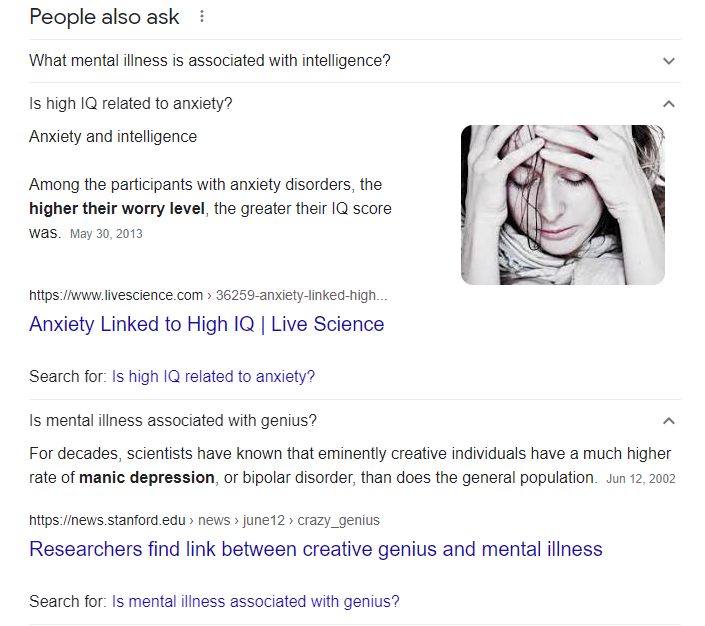 People also ask
What mental illness is associated with intelligence?
Is high IQ related to anxiety?
Anxiety and intelligence
Among the participants with anxiety disorders, the
higher their worry level, the greater their IQ score
was. May 30, 2013
https://www.livescience.com › 36259-anxiety-linked-high...
Anxiety Linked to High IQ | Live Science
Search for: Is high IQ related to anxiety?
Is mental illness associated with genius?
For decades, scientists have known that eminently creative individuals have a much higher
rate of manic depression, or bipolar disorder, than does the general population. Jun 12, 2002
https://news.stanford.edu › news › june12 › crazy_genius
Researchers find link between creative genius and mental illness
Search for: Is mental illness associated with genius?